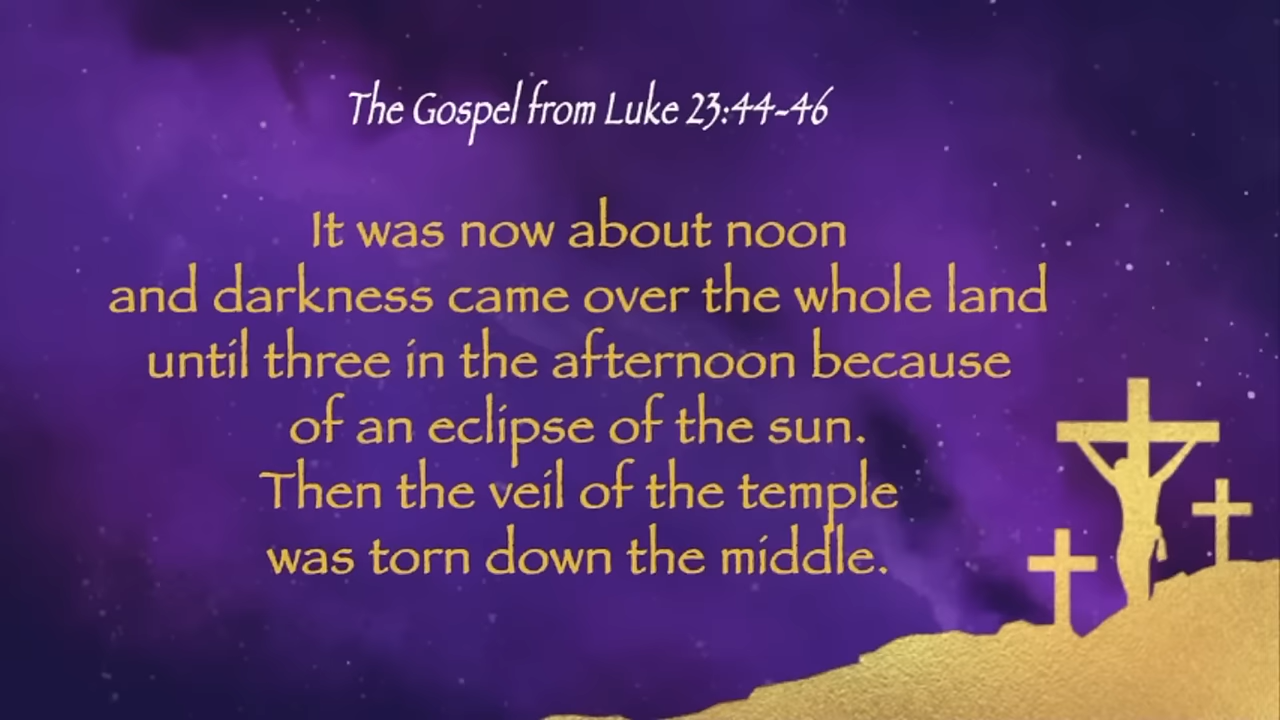 The Gospel from Luke 23:44-46
It was now about noon
and darkness came over the whole land
until three in the afternoon because
of an eclipse of the sun.
Then the veil of the temple
was torn down the middle.